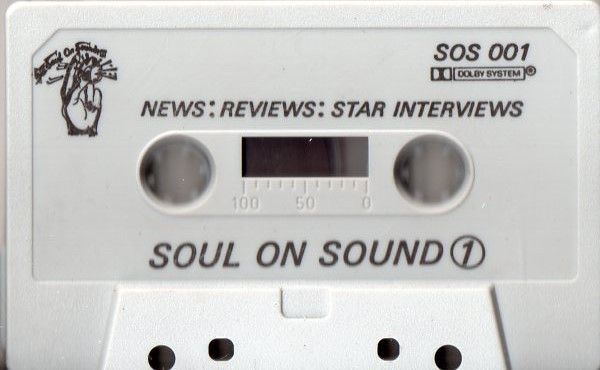 SOS 001
DOLBY SYSTEM
NEWS: REVIEWS: STAR INTERVIEWS
100 50 0
SOUL ON SOUND 1